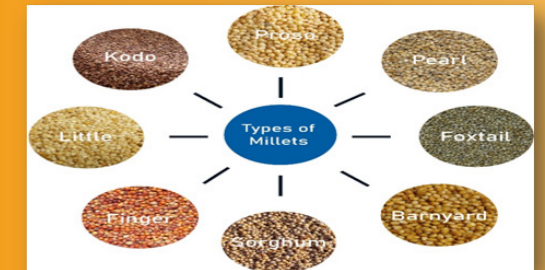 Proso
Kodo
Pearl
Little
Types of
Millets
Foxtail
Finger
Barnyard
Sorghum